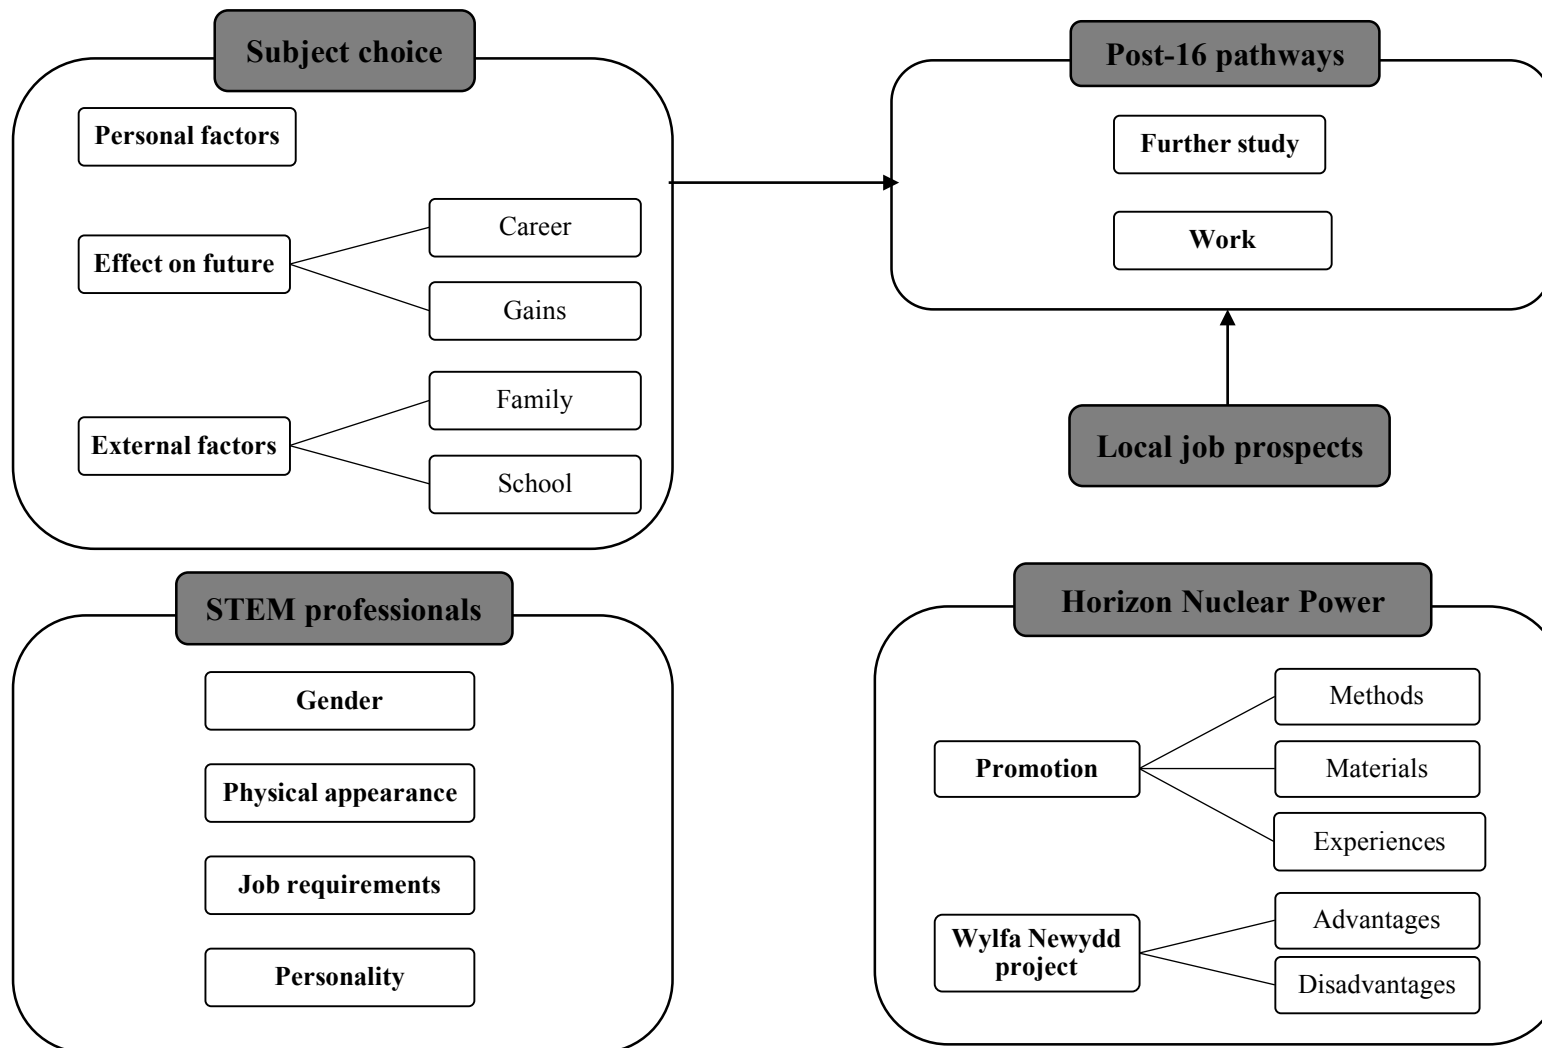 Subject choice
Personal factors
Effect on future
Career
Gains
External factors
Family
School
Post-16 pathways
Further study
Work
Local job prospects
STEM professionals
Gender
Physical appearance
Job requirements
Personality
Horizon Nuclear Power
Promotion
Methods
Materials
Experiences
Wylfa Newydd
project
Advantages
Disadvantages